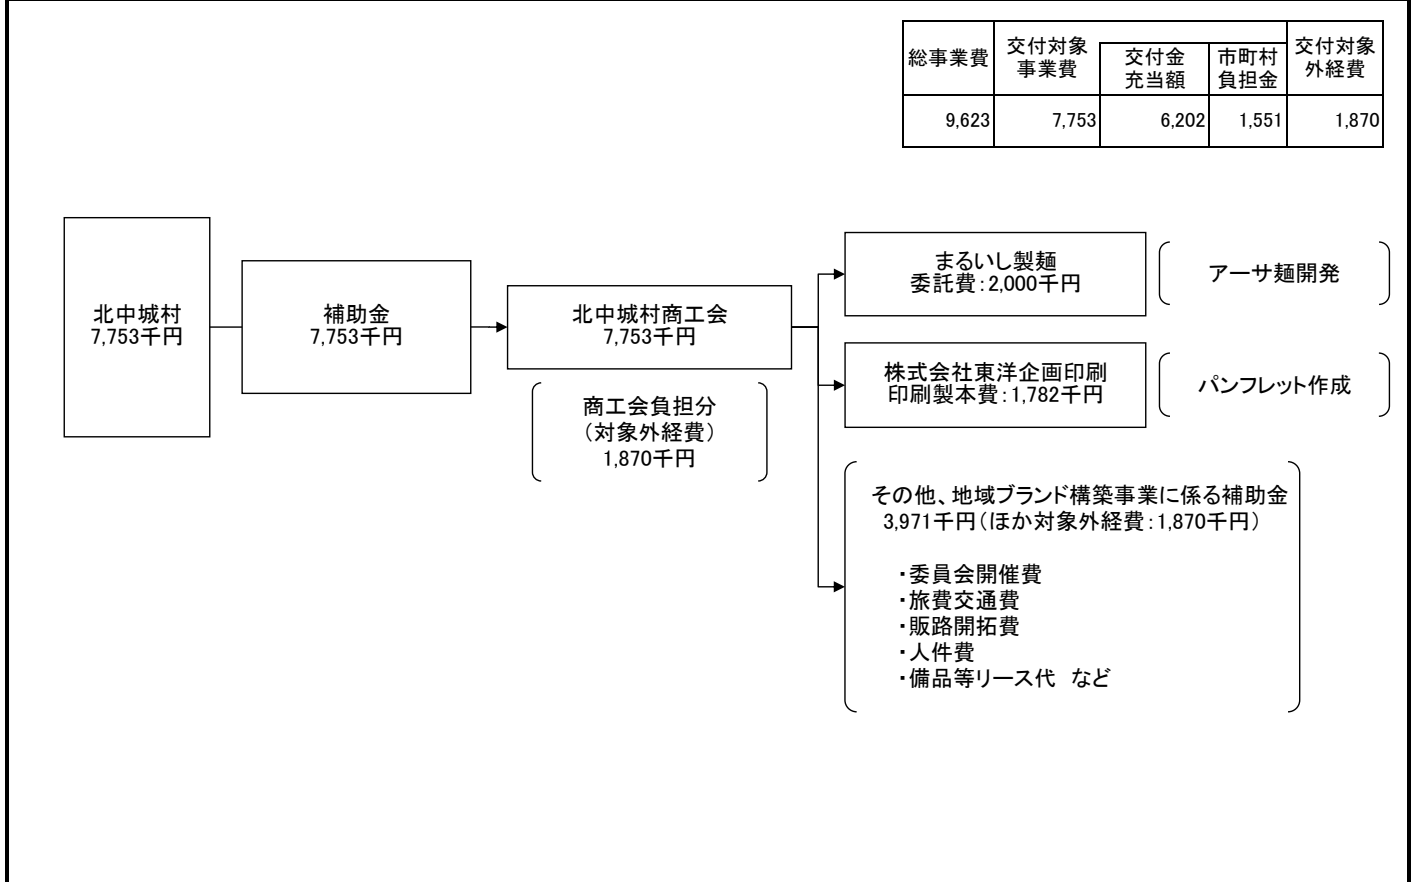 総事業費
交付対象
事業費
交付金
充当額
市町村
負担金
交付対象
外経費
9,623
7,753
6,202
1,551
1,870
北中城村
7,753千円
補助金
7,753千円
北中城村商工会
7,753千円
商工会負担分
（対象外経費）
1,870千円
まるいし製麺
委託費：2,000千円
アーサ麺開発
株式会社東洋企画印刷
印刷製本費：1,782千円
パンフレット作成
その他、地域ブランド構築事業に係る補助金
3,971千円（ほか対象外経費：1,870千円）
・委員会開催費
・旅費交通費
・販路開拓費
・人件費
・備品等リース代　など